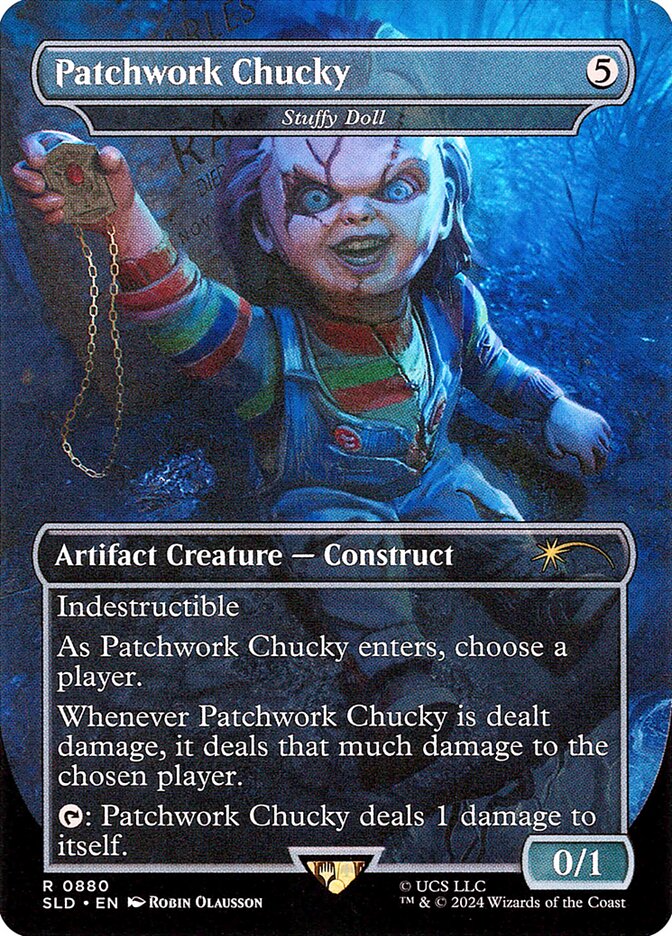 Patchwork Chucky 5
Stuffy Doll
Artifact Creature — Construct
Indestructible
As Patchwork Chucky enters, choose a
player.
Whenever Patchwork Chucky is dealt
damage, it deals that much damage to the
chosen player.
: Patchwork Chucky deals 1 damage to
itself.
0/1
R 0880
SLD • EN Robin Olausson
© UCS LLC
™ & © 2024 Wizards of the Coast